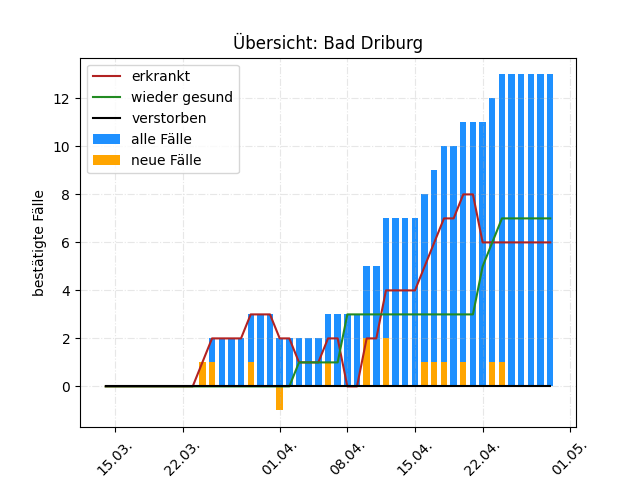 Übersicht: Bad Driburg
erkrankt
wieder gesund
verstorben
alle Fälle
neue Fälle
bestätigte Fälle
12
10
8
6
4
2
0
15.03.
22.03.
01.04.
08.04.
15.04.
22.04.
01.05.